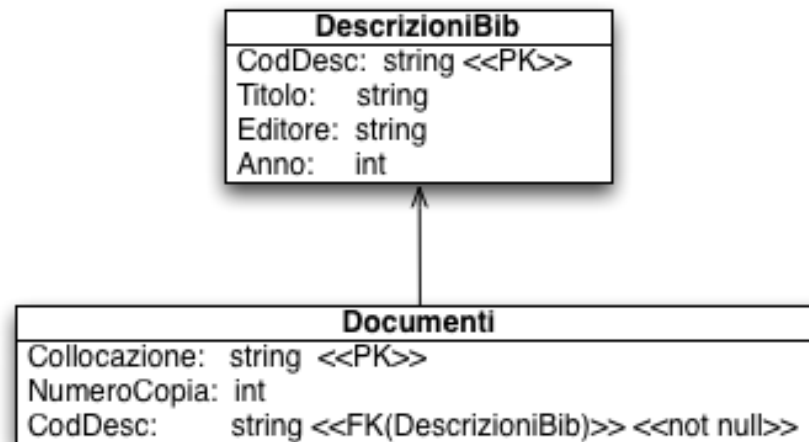 DescrizioniBib
CodDesc: string <<PK>>
Titolo: string
Editore: string
Anno: int
Documenti
Collocazione: string <<PK>>
NumeroCopia: int
CodDesc: string <<FK(DescrizioniBib)>> <<not null>>